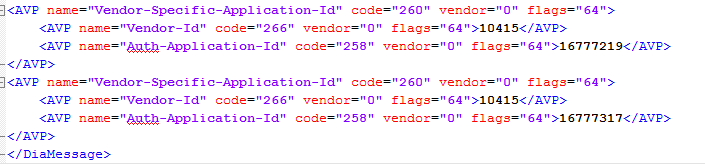 <AVP name="Vendor-Specific-Application-Id" code="260" vendor="0" flags="64">
<AVP name="Vendor-Id" code="266" vendor="0" flags="64">10415</AVP>
<AVP name="Auth-Application-Id" code="258" vendor="0" flags="64">16777219</AVP>
</AVP>
<AVP name="Vendor-Specific-Application-Id" code="260" vendor="0" flags="64">
<AVP name="Vendor-Id" code="266" vendor="0" flags="64">10415</AVP>
<AVP name="Auth-Application-Id" code="258" vendor="0" flags="64">16777317</AVP>
</AVP>
</DiaMessage>